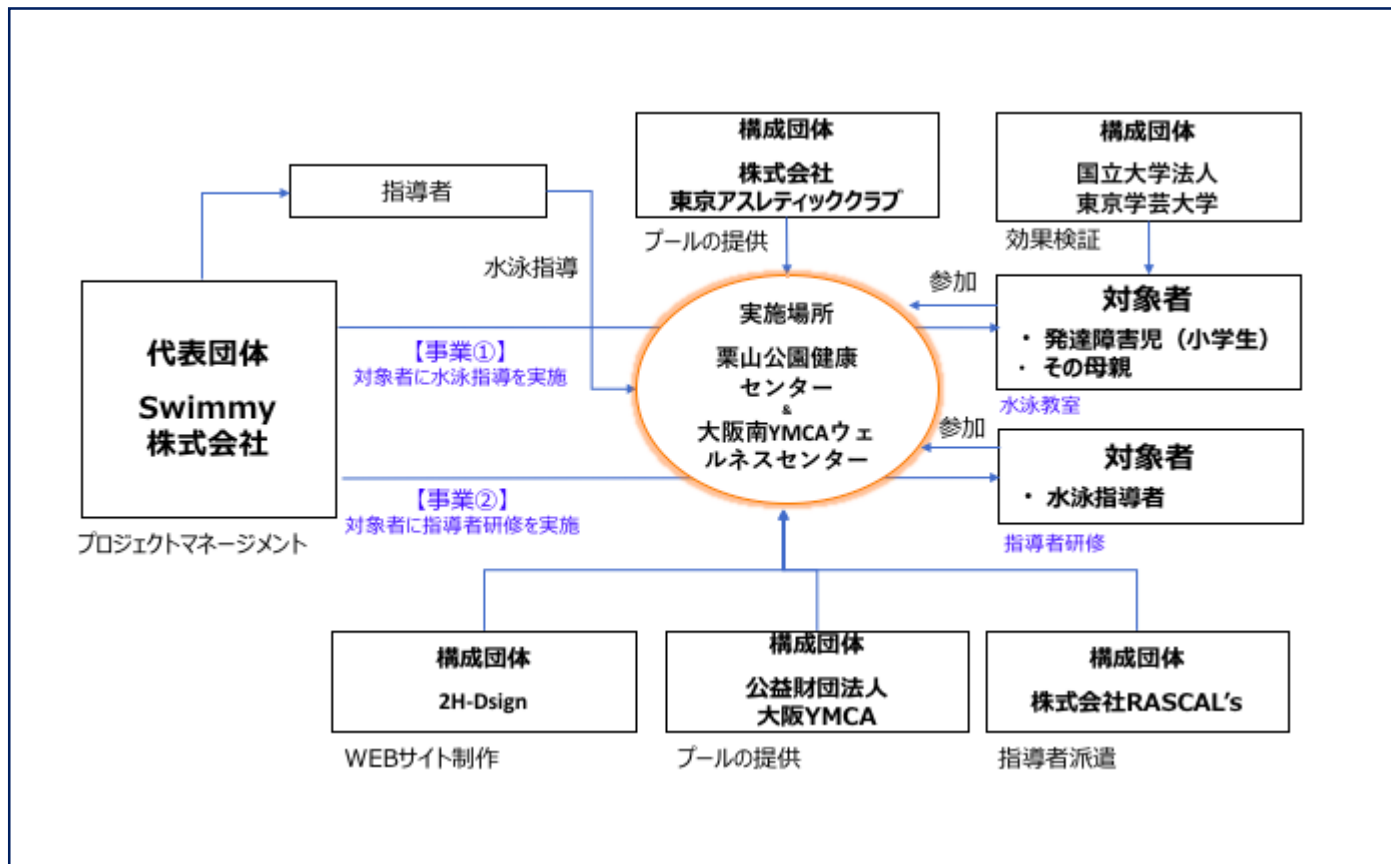 構成団体
株式会社
東京アスレティッククラブ
プールの提供
構成団体
国立大学法人
東京学芸大学
効果検証
指導者
水泳指導
参加
代表団体
Swimmy
株式会社
プロジェクトマネージメント
【事業①】
対象者に水泳指導を実施
【事業②】
対象者に指導者研修を実施
実施場所
栗山公園健康
センター
&
大阪南YMCAウェ
ルネスセンター
対象者
・ 発達障害児（小学生）
・ その母親
水泳教室
参加
対象者
・ 水泳指導者
指導者研修
構成団体
2H-Dsign
WEBサイト制作
構成団体
公益財団法人
大阪YMCA
プールの提供
構成団体
株式会社RASCAL's
指導者派遣